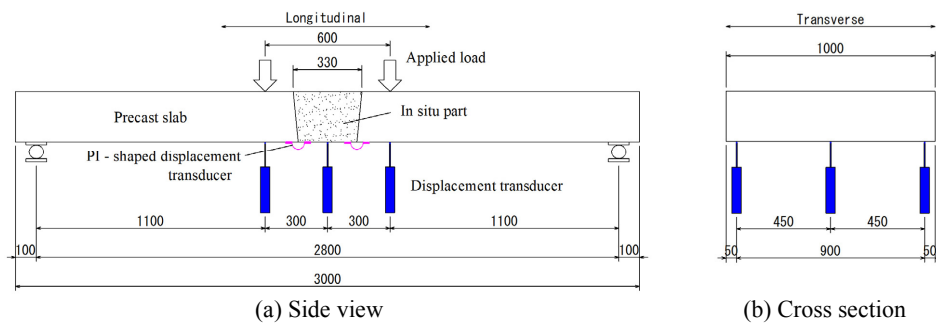 Longitudinal
600
Applied load
330
Precast slab
In situ part
PI - shaped displacement
transducer
Displacement transducer
1100
300
300
1100
100
2800
100
3000
(a) Side view
Transverse
1000
450
450
50
900
50
(b) Cross section